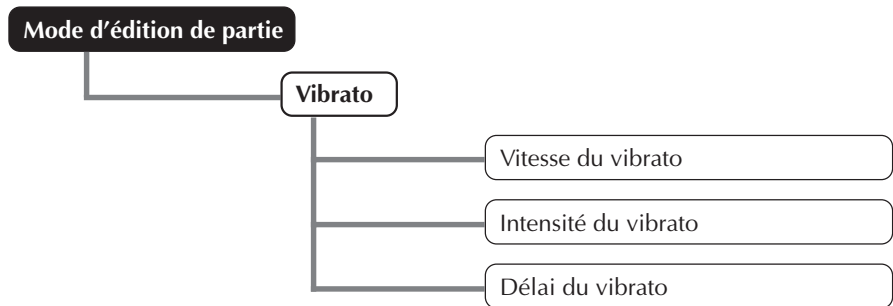 Mode d'édition de partie
Vibrato
Vitesse du vibrato
Intensité du vibrato
Délai du vibrato